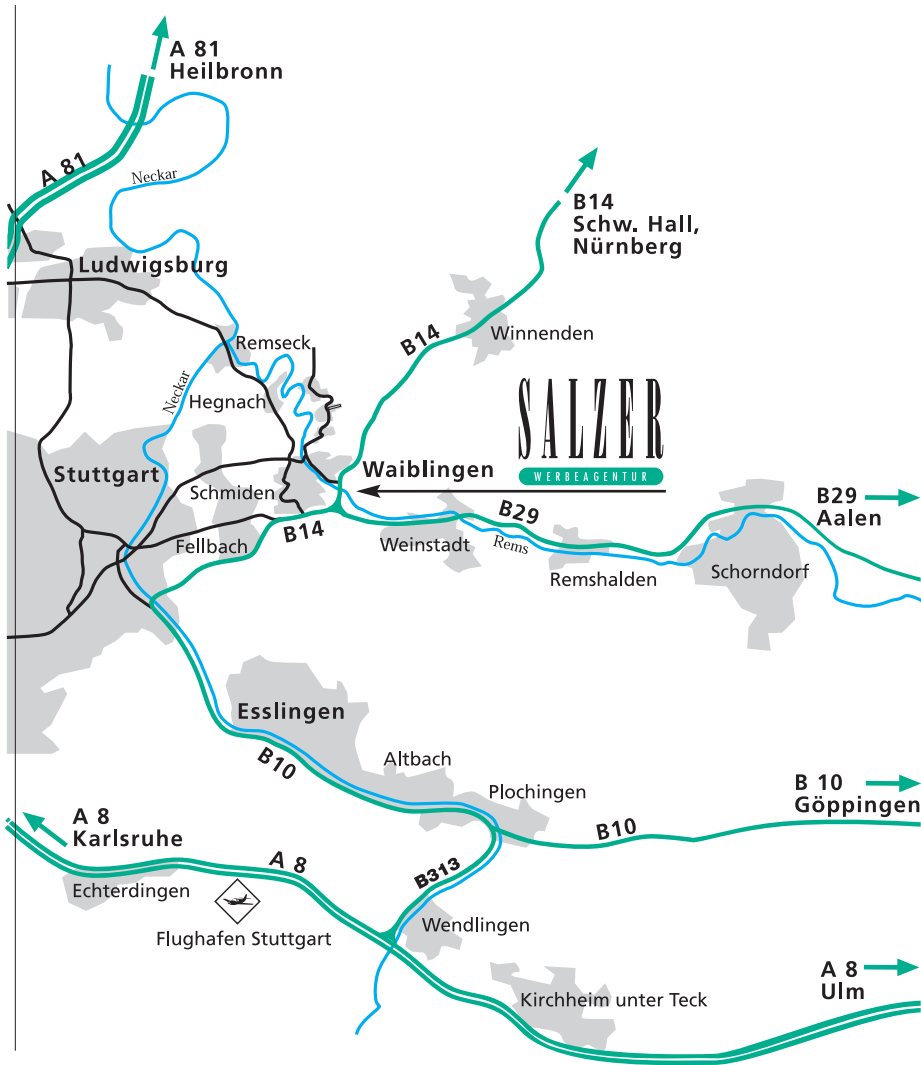 A 81
Heilbronn
A 81
Neckar
B14
Schw. Hall,
Nürnberg
Ludwigsburg
B14
Winnenden
Remseck
Neckar
Hegnach
SALZER
WERBEAGENTUR
Waiblingen
Stuttgart
Schmiden
B29
Aalen
B29
B14
Fellbach
Weinstadt
Rems
Remshalden
Schorndorf
Esslingen
B10
Altbach
Plochingen
B 10
Göppingen
B10
A 8
Karlsruhe
A 8
B313
Echterdingen
Wendlingen
Flughafen Stuttgart
A 8
Ulm
Kirchheim unter Teck